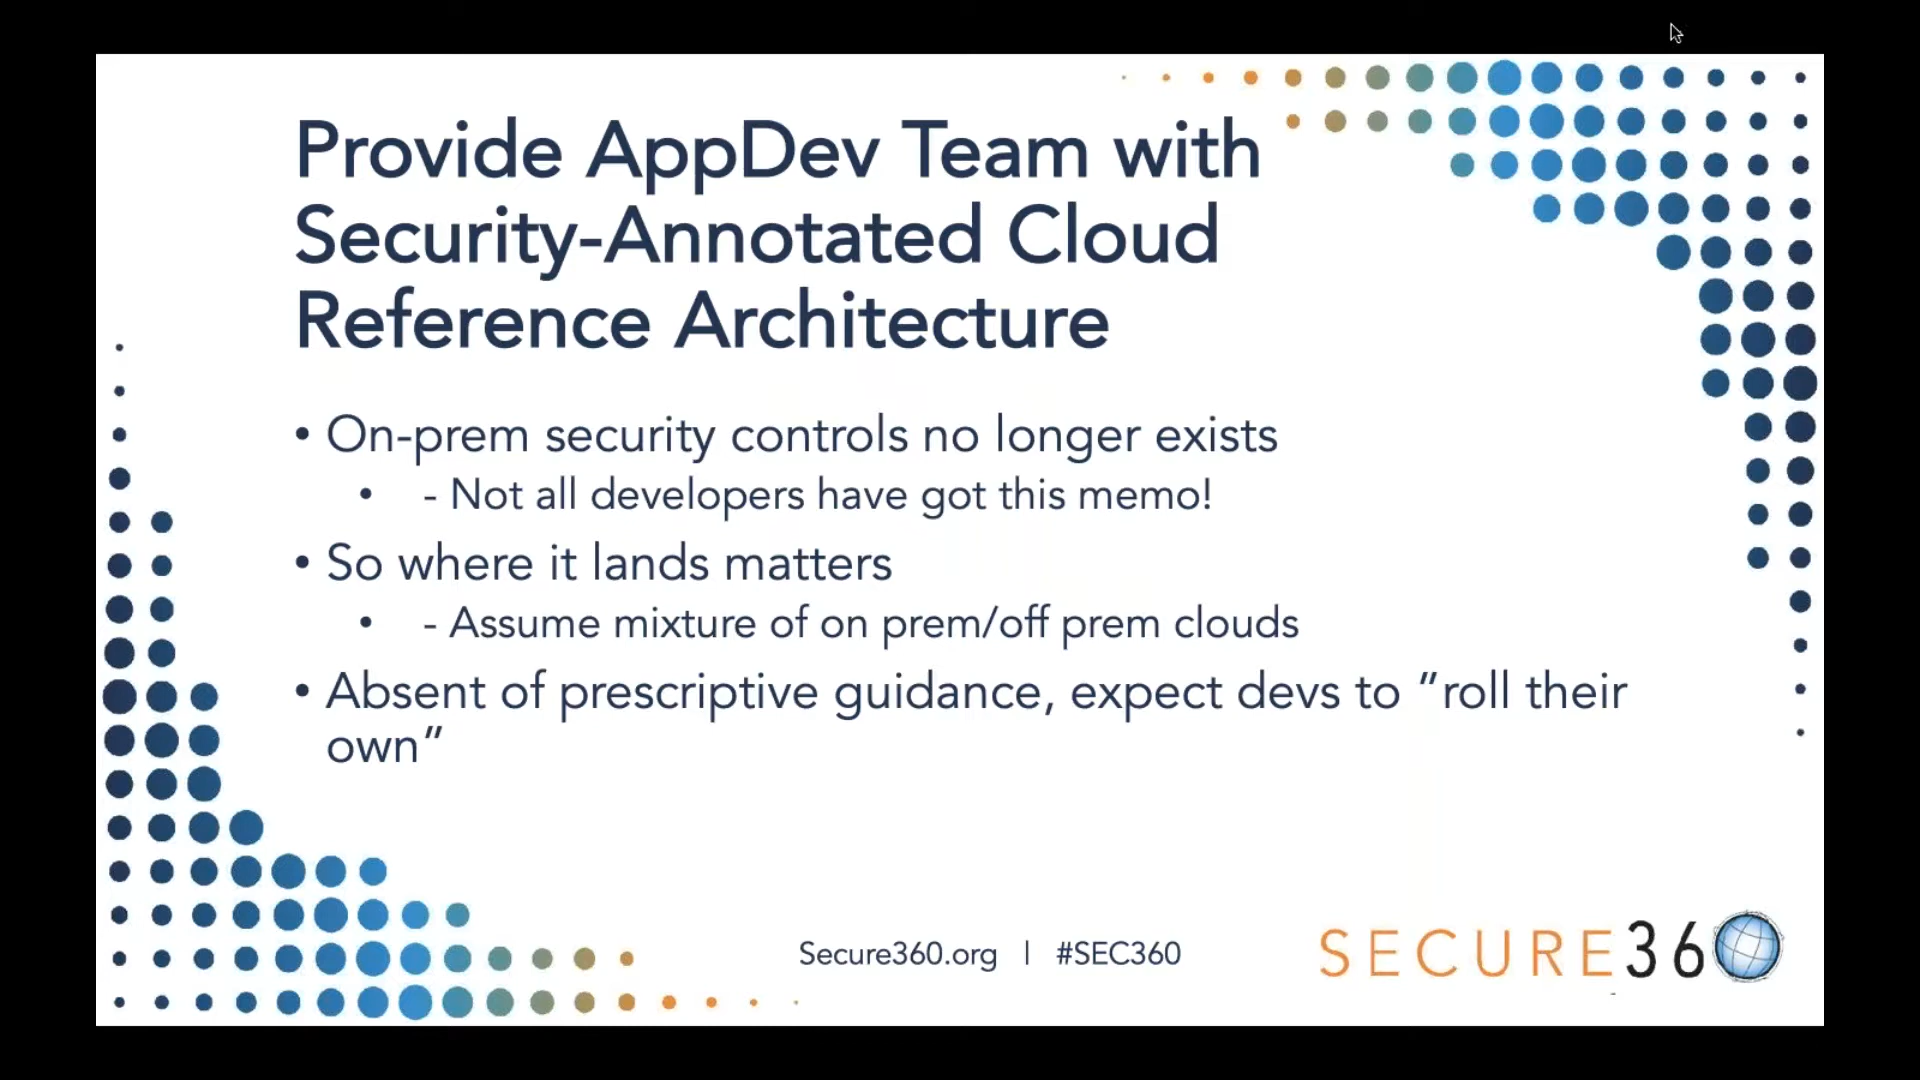 Provide AppDev Team with
Security-Annotated Cloud
Reference Architecture
• On-prem security controls no longer exists
• - Not all developers have got this memo!
• So where it lands matters
• - Assume mixture of on prem/off prem clouds
• Absent of prescriptive guidance, expect devs to ”roll their
own”
Secure360.org | #SEC360
SECURE360